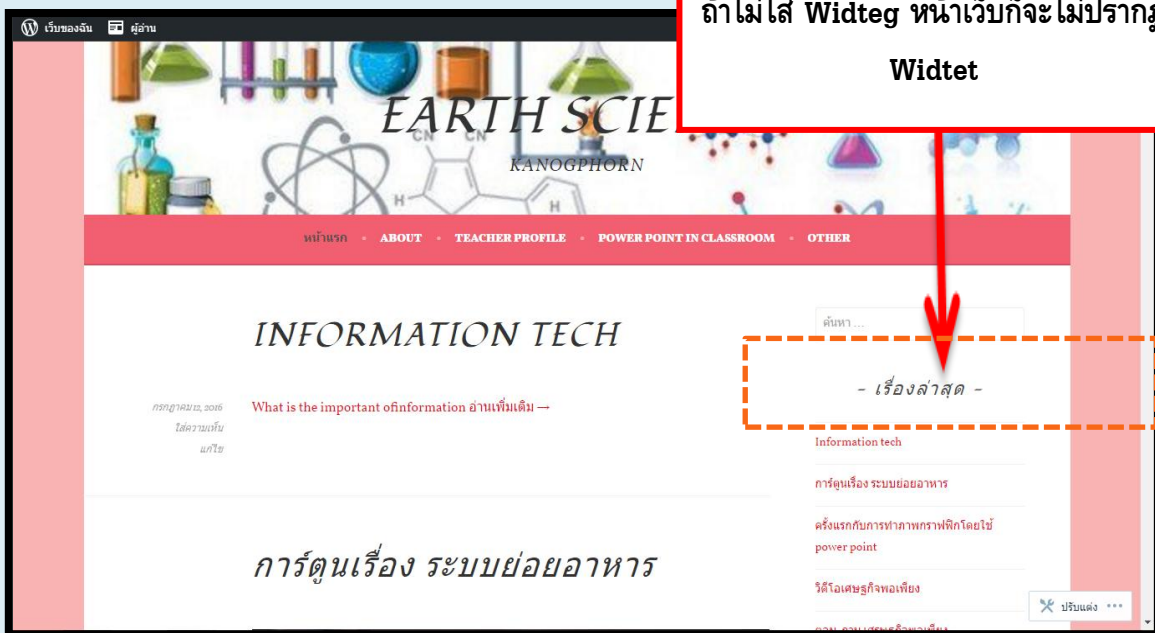 ถ้าไม่ใส่ Widteg หน้าเว็บก็จะไม่ปรากฏ
Widtet
เว็บของฉัน ผู้อ่าน
EARTH SCIE
KANOGPHORN
CN CN
H
H
หน้าแรก ABOUT TEACHER PROFILE POWER POINT IN CLASSROOM OTHER
ค้นหา …
INFORMATION TECH
- เรื่องล่าสุด -
กรกฎาคม 12, 2016
What is the important ofinformation อ่านเพิ่มเติม →
ใส่ความเห็น
แก้ไข
Information tech
การ์ตูนเรื่อง ระบบย่อยอาหาร
ครั้งแรกกับการทำภาพกราฟฟิกโดยใช้
power point
การ์ตูนเรื่อง ระบบย่อยอาหาร
วิดีโอเศษฐกิจพอเพียง
ปรับแต่ง